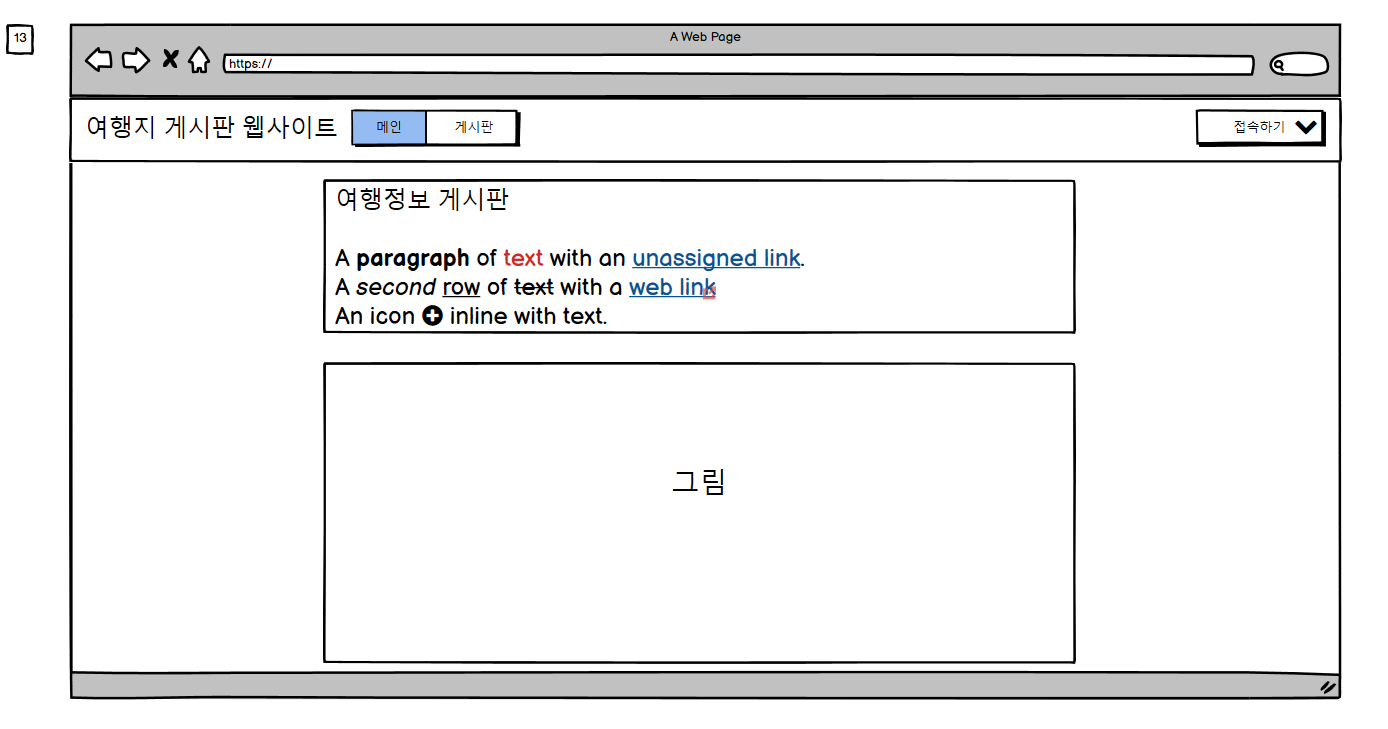 13
A Web Page
https://
여행지 게시판 웹사이트 메인 게시판 접속하기
여행정보 게시판
A paragraph of text with an unassigned link.
A second row of text with a web link
An icon inline with text.
그림